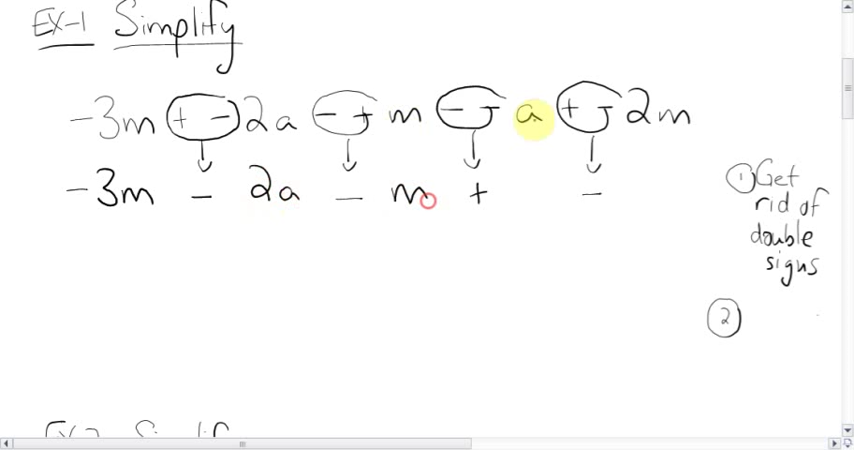 EX-1 Simplify
-3m + - 2a - + m - - a + - 2m
-3m - 2a - m + -
① Get
rid of
double
signs
②